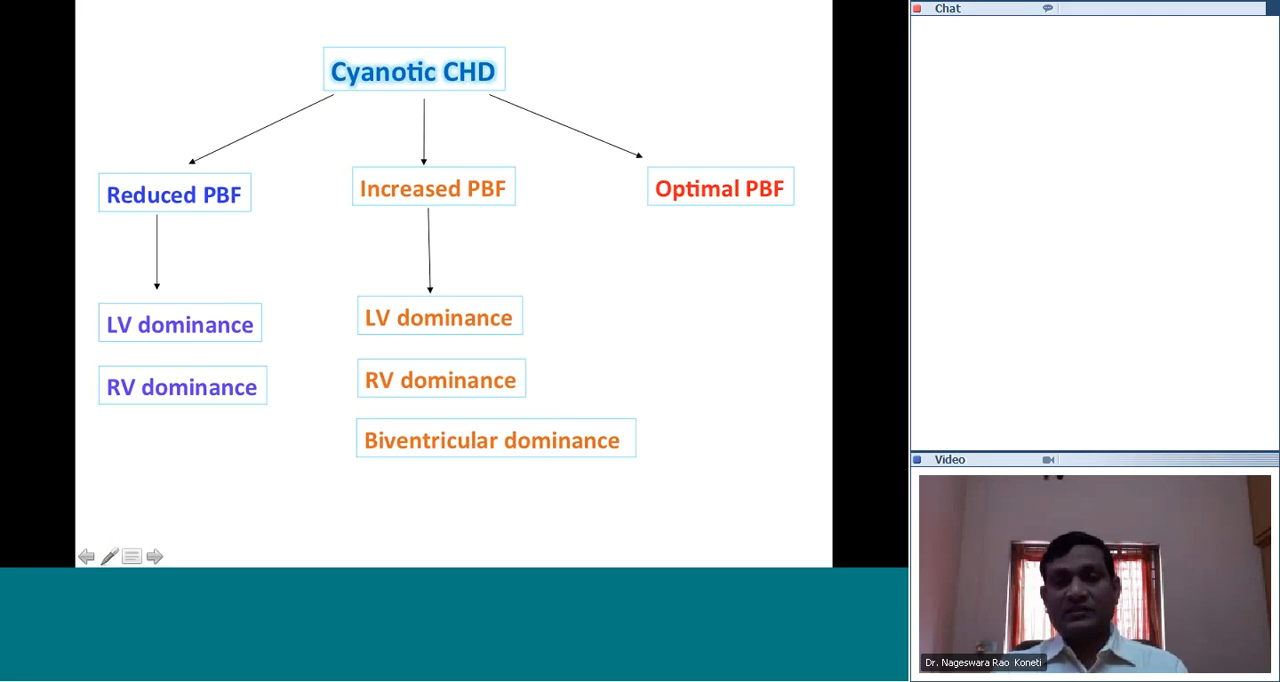 Cyanotic CHD
Reduced PBF
Increased PBF
Optimal PBF
LV dominance
RV dominance
LV dominance
RV dominance
Biventricular dominance
Chat
Video
Dr. Nageswara Rao Koneti